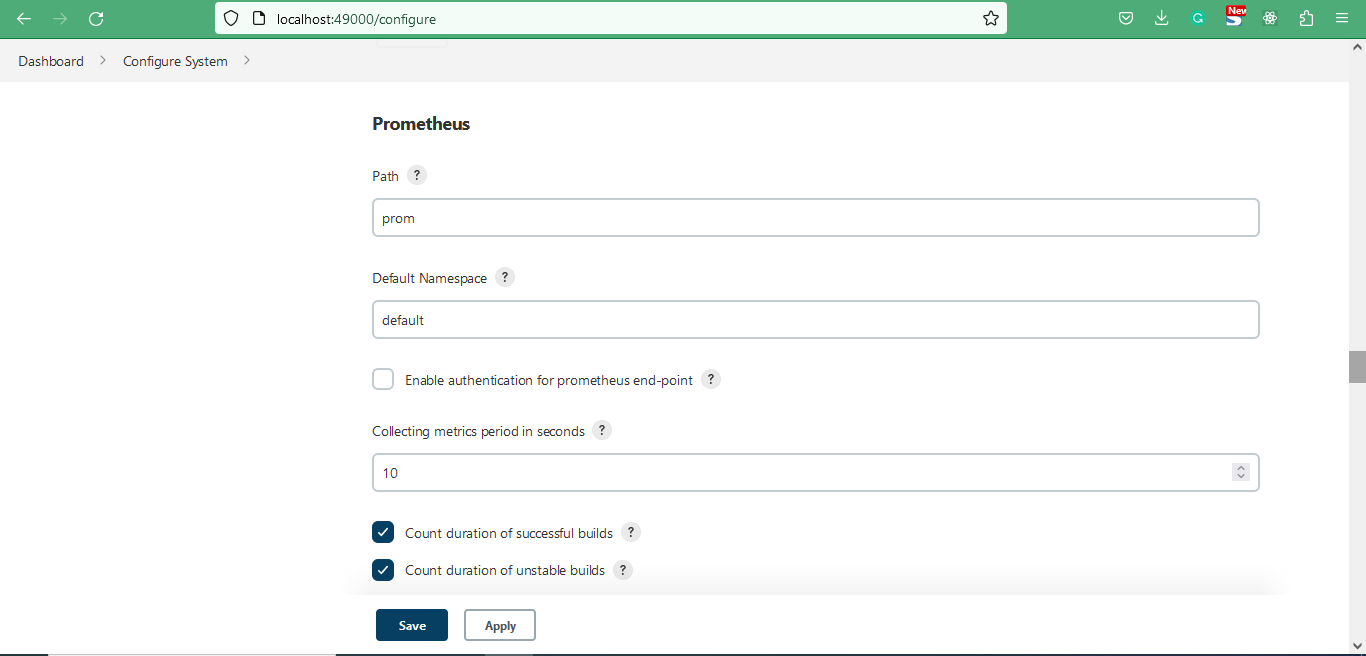 localhost:49000/configure
New
Dashboard > Configure System >
Prometheus
Path ?
prom
Default Namespace ?
default
Enable authentication for prometheus end-point ?
Collecting metrics period in seconds ?
10
Count duration of successful builds ?
Count duration of unstable builds ?
Save Apply